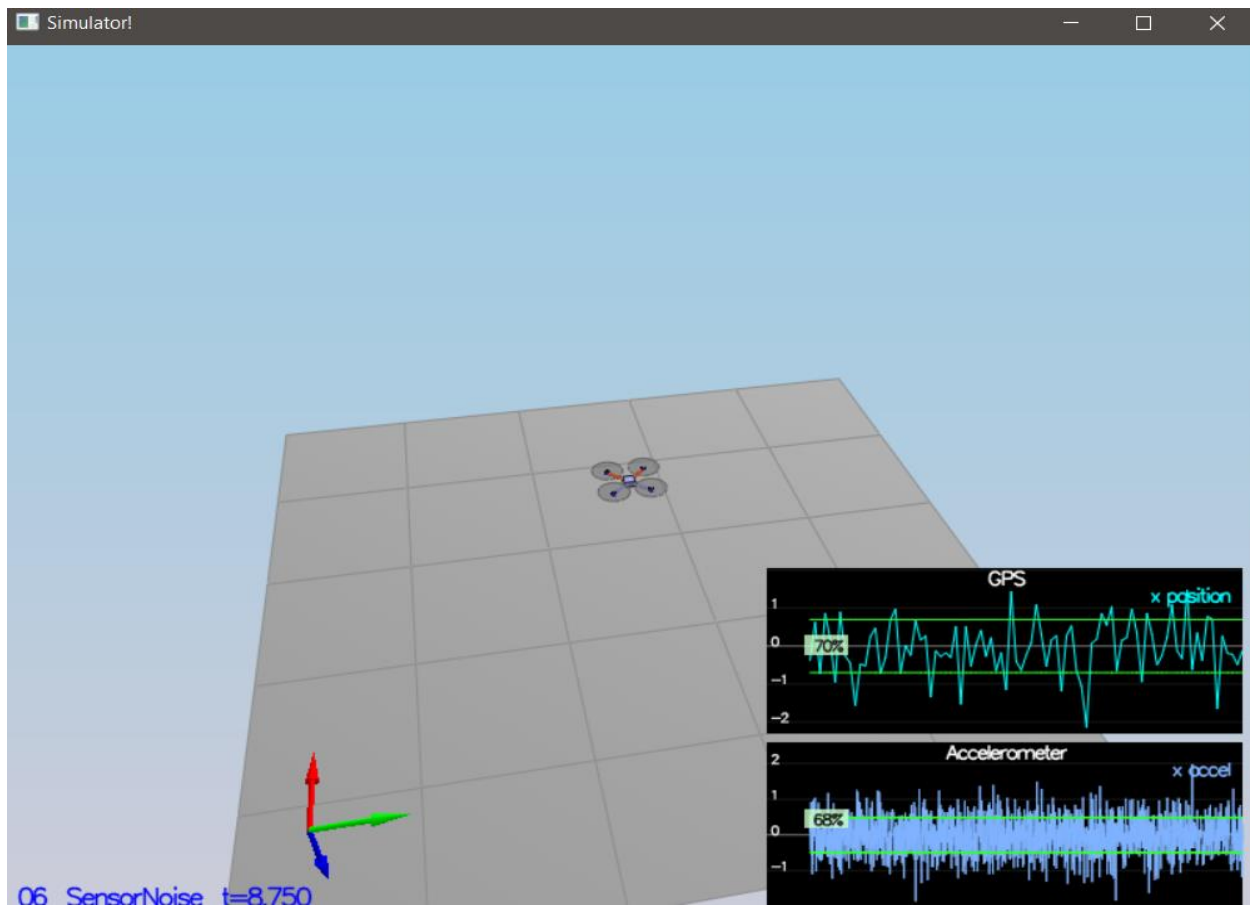 Simulator!
GPS
x position
1
0
70%
−1
−2
Accelerometer
2
x accel
1
68%
0
−1
06_SensorNoise t=8.750